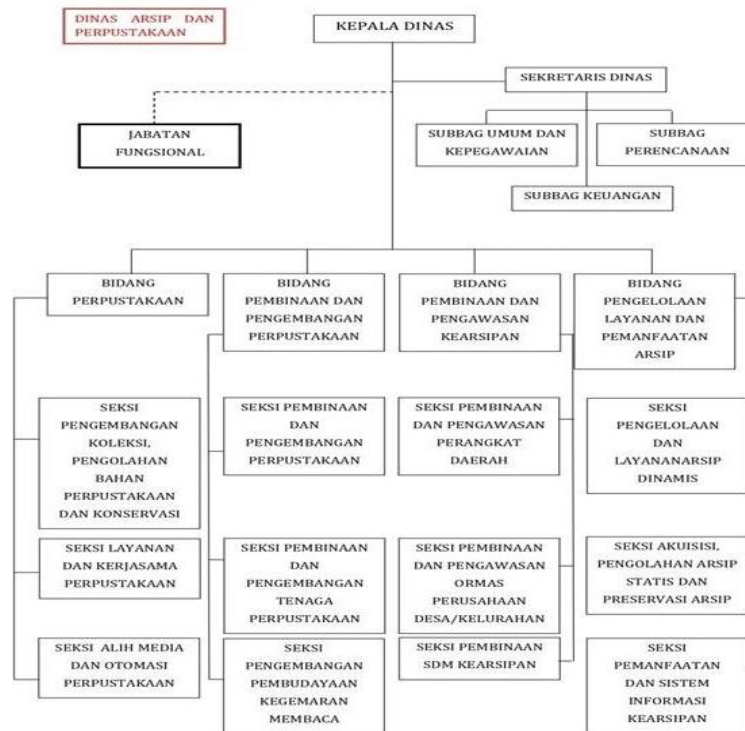 DINAS ARSIP DAN
PERPUSTAKAAN
KEPALA DINAS
SEKRETARIS DINAS
JABATAN
FUNGSIONAL
SUBBAG UMUM DAN
KEPEGAWAIAN
SUBBAG
PERENCANAAN
SUBBAG KEUANGAN
BIDANG
PERPUSTAKAAN
BIDANG
PEMBINAAN DAN
PENGEMBANGAN
PERPUSTAKAAN
BIDANG
PEMBINAAN DAN
PENGAWASAN
KEARSIPAN
BIDANG
PENGELOLAAN
LAYANAN DAN
PEMANFAATAN
ARSIP
SEKSI
PENGEMBANGAN
KOLEKSI,
PENGOLAHAN
BAHAN
PERPUSTAKAAN
DAN KONSERVASI
SEKSI PEMBINAAN
DAN
PENGEMBANGAN
PERPUSTAKAAN
SEKSI PEMBINAAN
DAN PENGAWASAN
PERANGKAT
DAERAH
SEKSI
PENGELOLAAN
DAN
LAYANANARSIP
DINAMIS
SEKSI LAYANAN
DAN KERJASAMA
PERPUSTAKAAN
SEKSI PEMBINAAN
DAN
PENGEMBANGAN
TENAGA
PERPUSTAKAAN
SEKSI PEMBINAAN
DAN PENGAWASAN
ORMAS
PERUSAHAAN
DESA/KELURAHAN
SEKSI AKUISISI,
PENGOLAHAN ARSIP
STATIS DAN
PRESERVASI ARSIP
SEKSI ALIH MEDIA
DAN OTOMASI
PERPUSTAKAAN
SEKSI
PENGEMBANGAN
PEMBUDAYAAN
KEGEMARAN
MEMBACA
SEKSI PEMBINAAN
SDM KEARSIPAN
SEKSI
PEMANFAATAN
DAN SISTEM
INFORMASI
KEARSIPAN